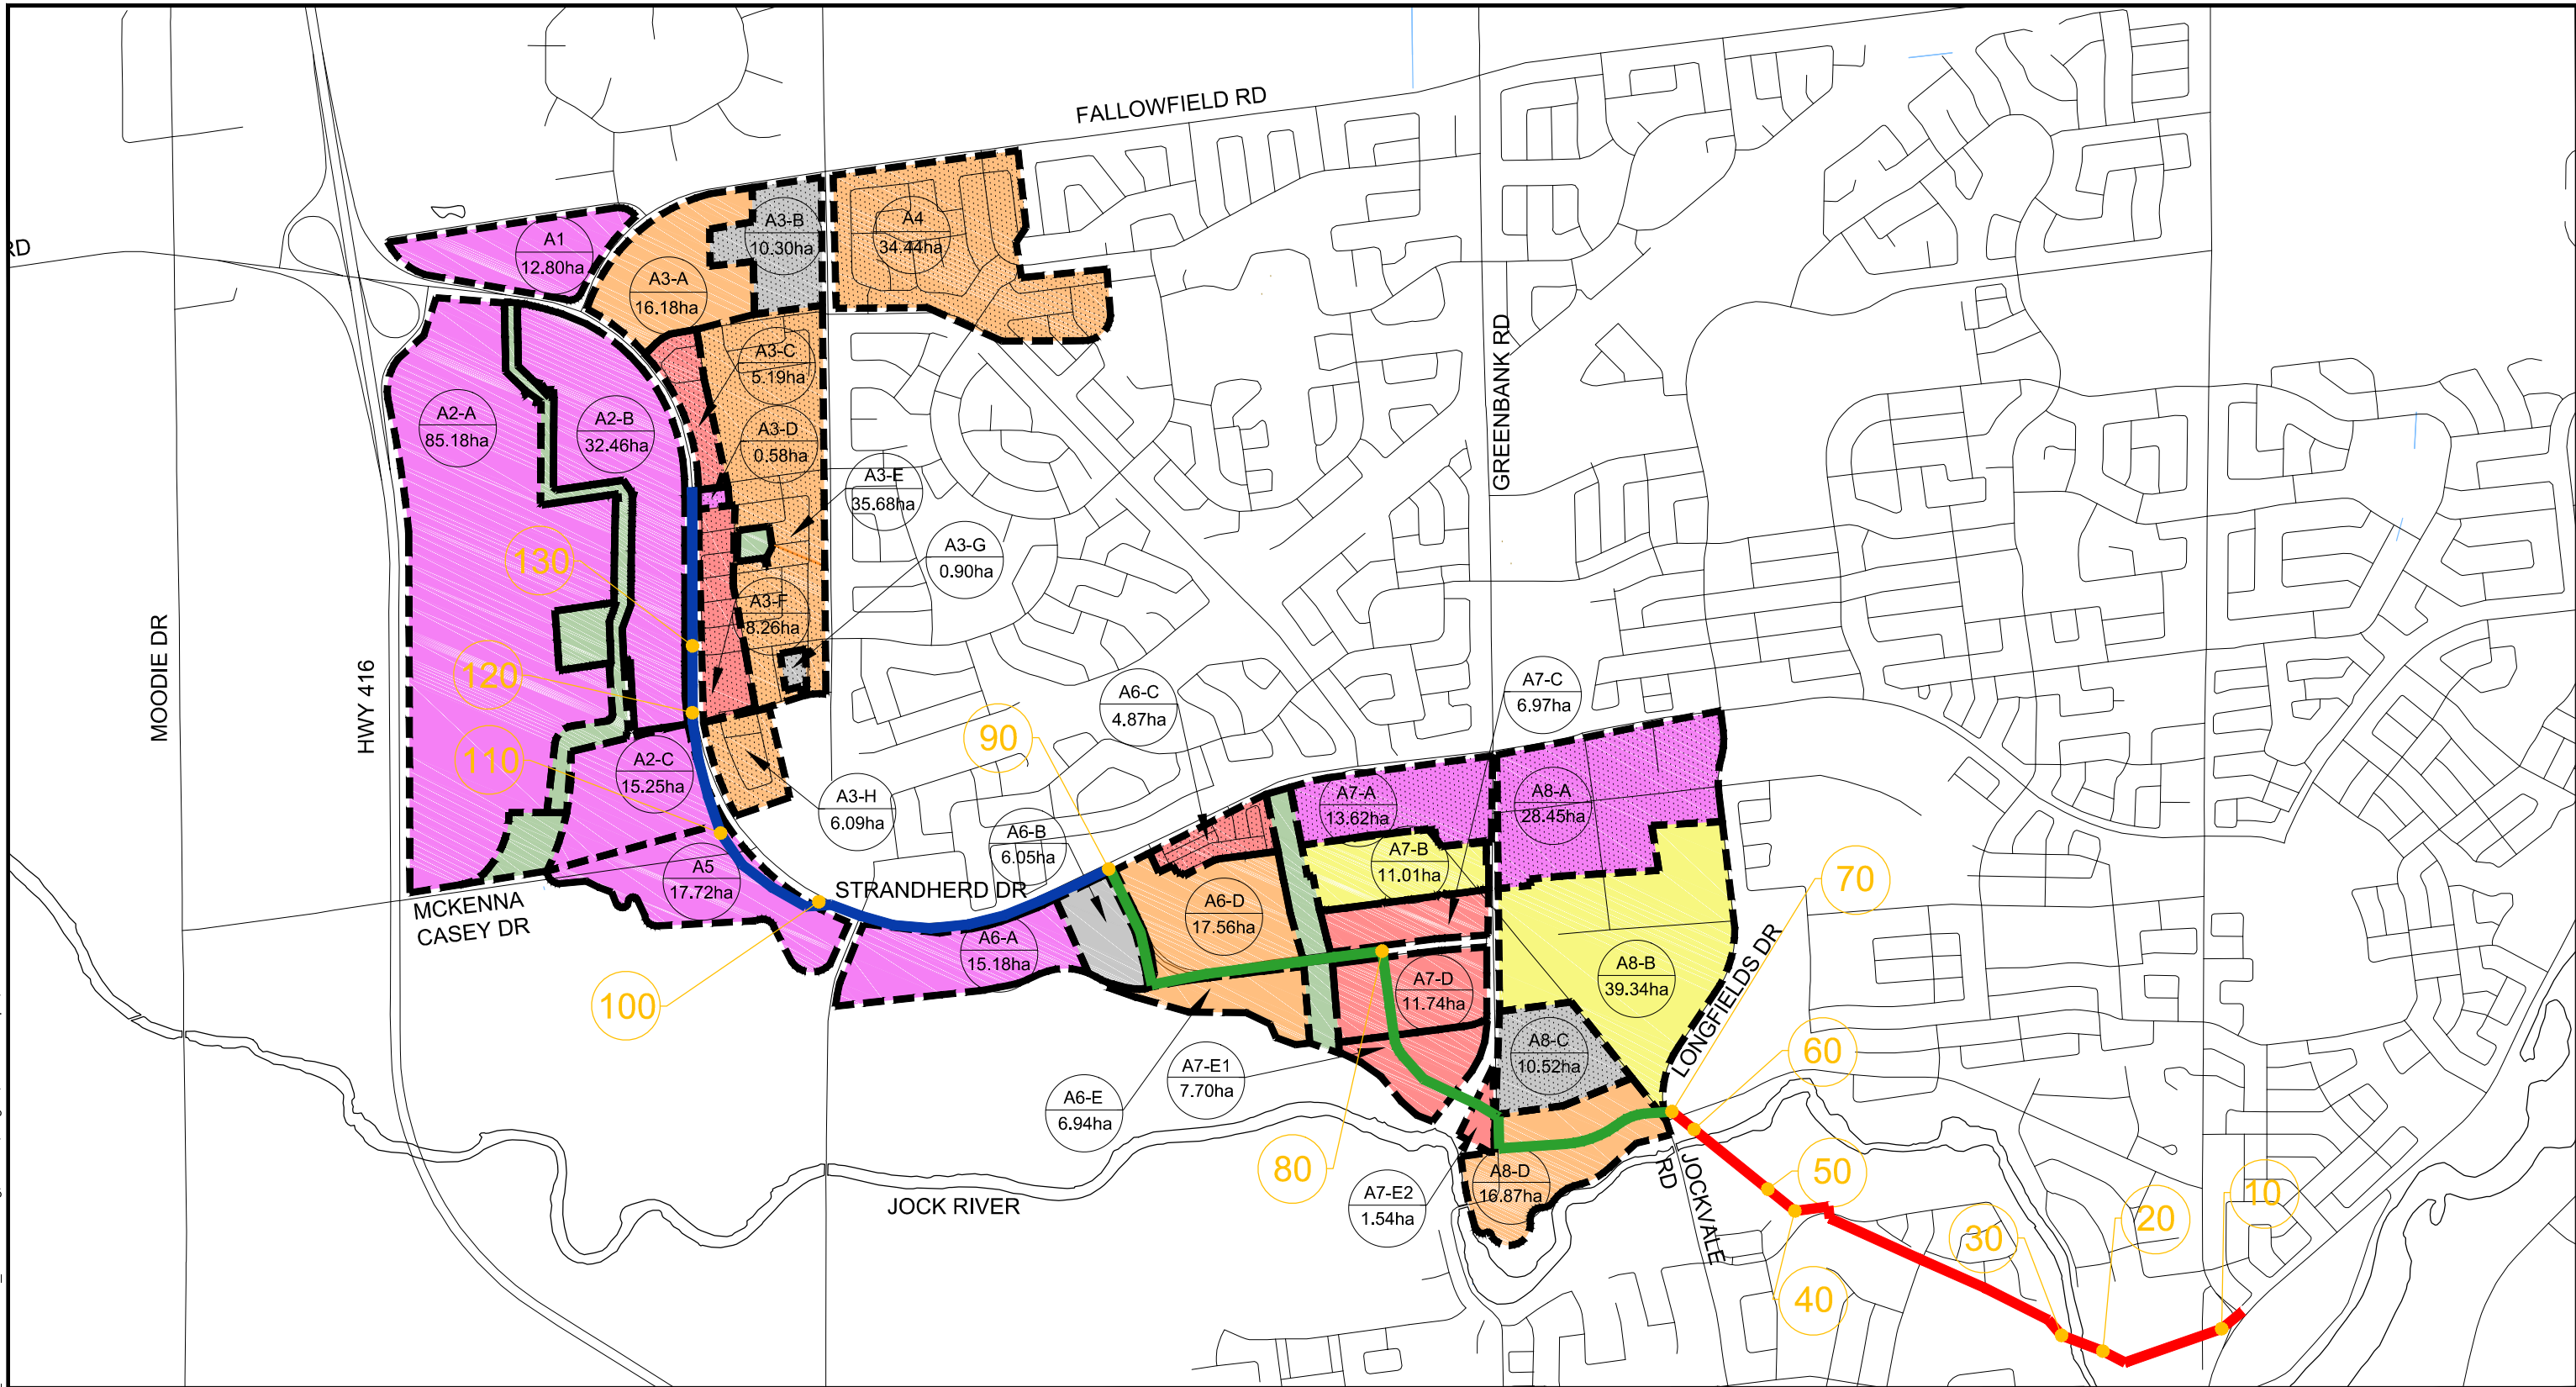 FALLOWFIELD RD
RD
A1
12.80ha
A3-A
16.18ha
A3-B
10.30ha
A4
34.44ha
A3-C
5.19ha
A2-A
85.18ha
A2-B
32.46ha
A3-D
0.58ha
A3-E
35.68ha
A3-G
0.90ha
GREENBANK RD
130
A3-F
8.26ha
MOODIE DR
HWY 416
120
110
A2-C
15.25ha
90
A6-C
4.87ha
A7-C
6.97ha
A3-H
6.09ha
A6-B
6.05ha
A7-A
13.62ha
A8-A
28.45ha
A5
17.72ha
STRANDHERD DR
A7-B
11.01ha
70
MCKENNA
CASEY DR
A6-D
17.56ha
A6-A
15.18ha
A7-D
11.74ha
A8-B
39.34ha
LONGFIELDS DR
100
A8-C
10.52ha
60
A7-E1
7.70ha
A6-E
6.94ha
80
A7-E2
1.54ha
A8-D
16.87ha
JOCKVALE
RD
50
JOCK RIVER
10
20
30
40